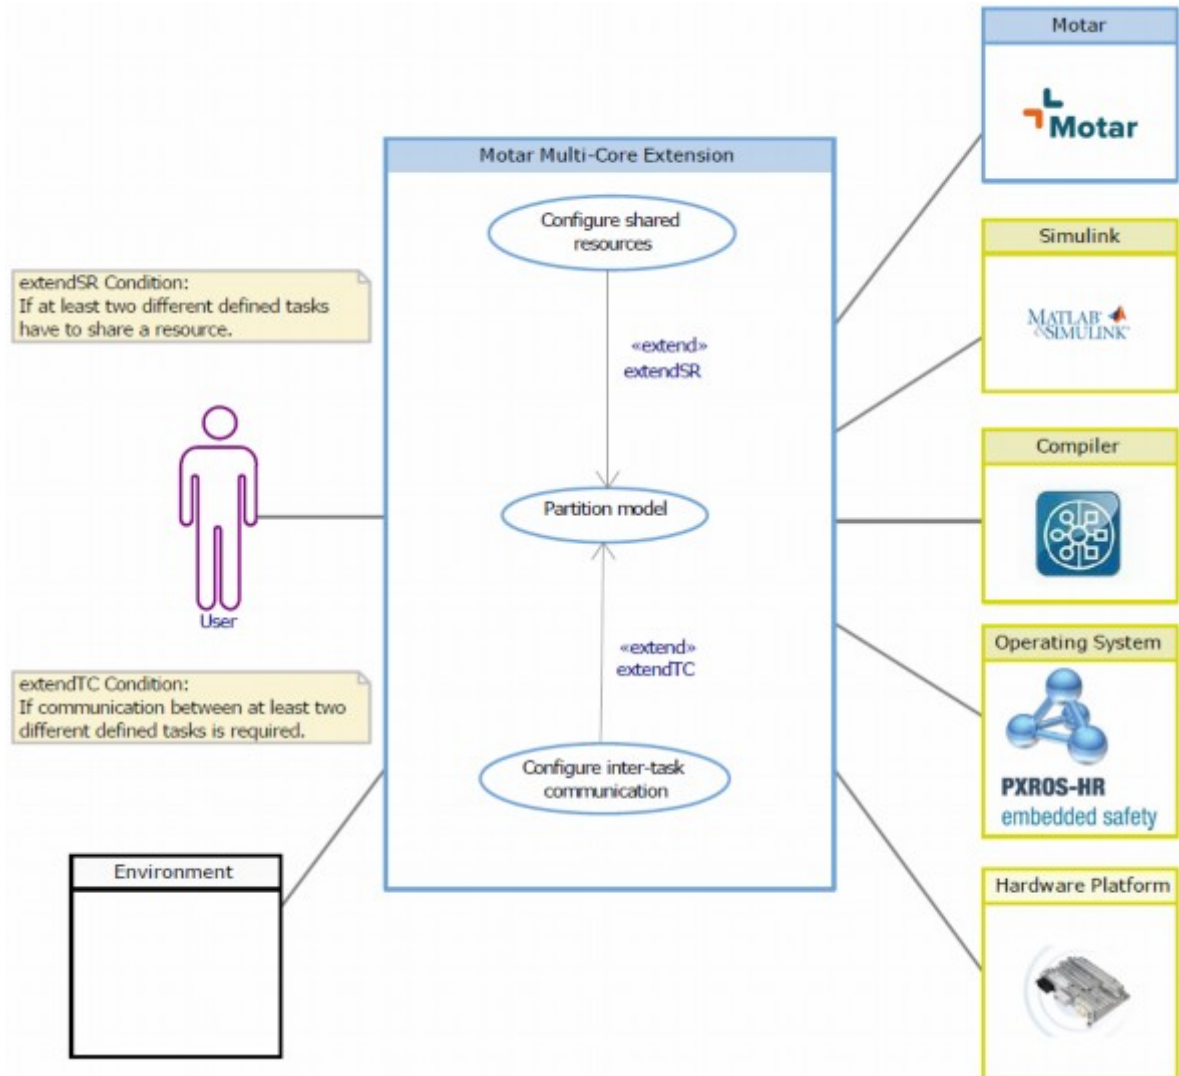 Motar
Motar
Motar Multi-Core Extension
Configure shared
resources
Simulink
MATLAB
&SIMULINK
extendSR Condition:
If at least two different defined tasks
have to share a resource.
«extend»
extendSR
Compiler
Partition model
User
Operating System
PXROS-HR
embedded safety
«extend»
extendTC
extendTC Condition:
If communication between at least two
different defined tasks is required.
Configure inter-task
communication
Environment
Hardware Platform